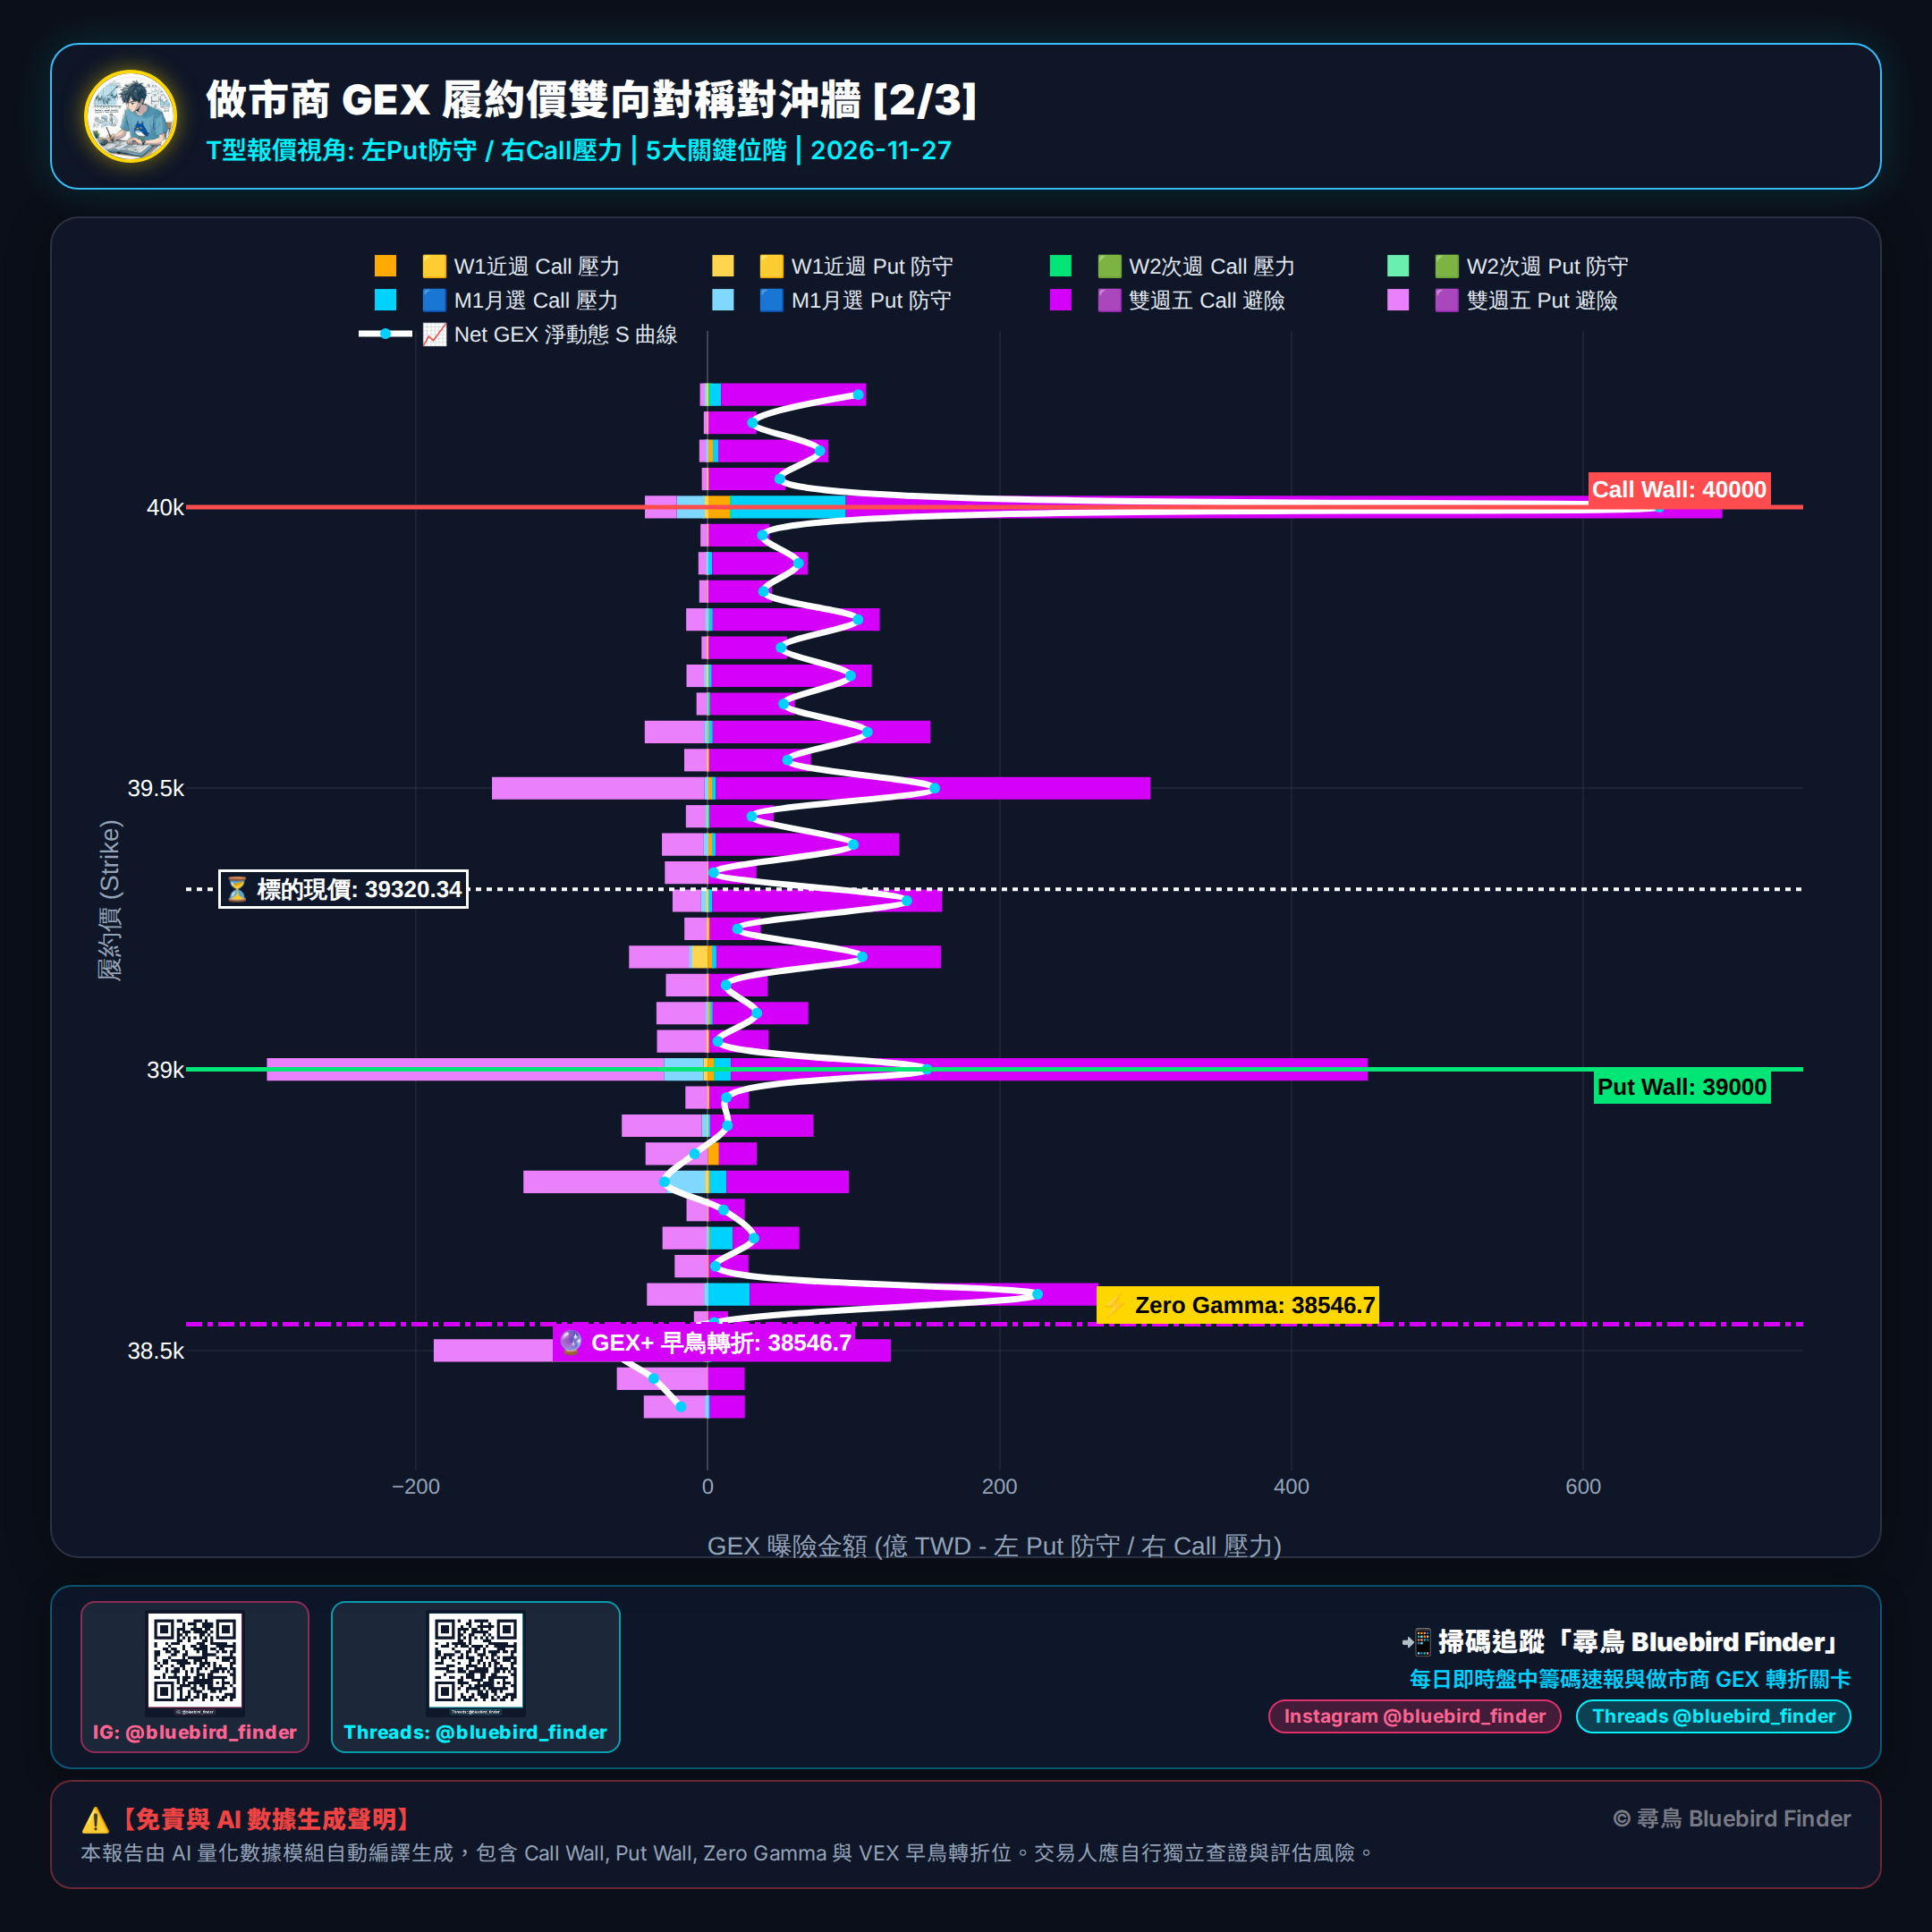 做市商 GEX 履約價雙向對稱對沖牆 [2/3]
T型報價視角: 左Put防守 / 右Call壓力 | 5大關鍵位階 | 2026-11-27
🟨 W1近週 Call 壓力
🟨 W1近週 Put 防守
🟩 W2次週 Call 壓力
🟩 W2次週 Put 防守
🟦 M1月選 Call 壓力
🟦 M1月選 Put 防守
🟪 雙週五 Call 避險
🟪 雙週五 Put 避險
📈 Net GEX 淨動態 S 曲線
Call Wall: 40000
40k
39.5k
⏳ 標的現價: 39320.34
履約價 (Strike)
39k
Put Wall: 39000
⚡ Zero Gamma: 38546.7
🔮 GEX+ 早鳥轉折: 38546.7
38.5k
−200
0
200
400
600
GEX 曝險金額 (億 TWD - 左 Put 防守 / 右 Call 壓力)
IG: @bluebird_finder
Threads: @bluebird_finder
IG: @bluebird_finder
Threads: @bluebird_finder
📲 掃碼追蹤「尋鳥 Bluebird Finder」
每日即時盤中籌碼速報與做市商 GEX 轉折關卡
Instagram @bluebird_finder
Threads @bluebird_finder
⚠️【免責與 AI 數據生成聲明】
© 尋鳥 Bluebird Finder
本報告由 AI 量化數據模組自動編譯生成，包含 Call Wall, Put Wall, Zero Gamma 與 VEX 早鳥轉折位。交易人應自行獨立查證與評估風險。